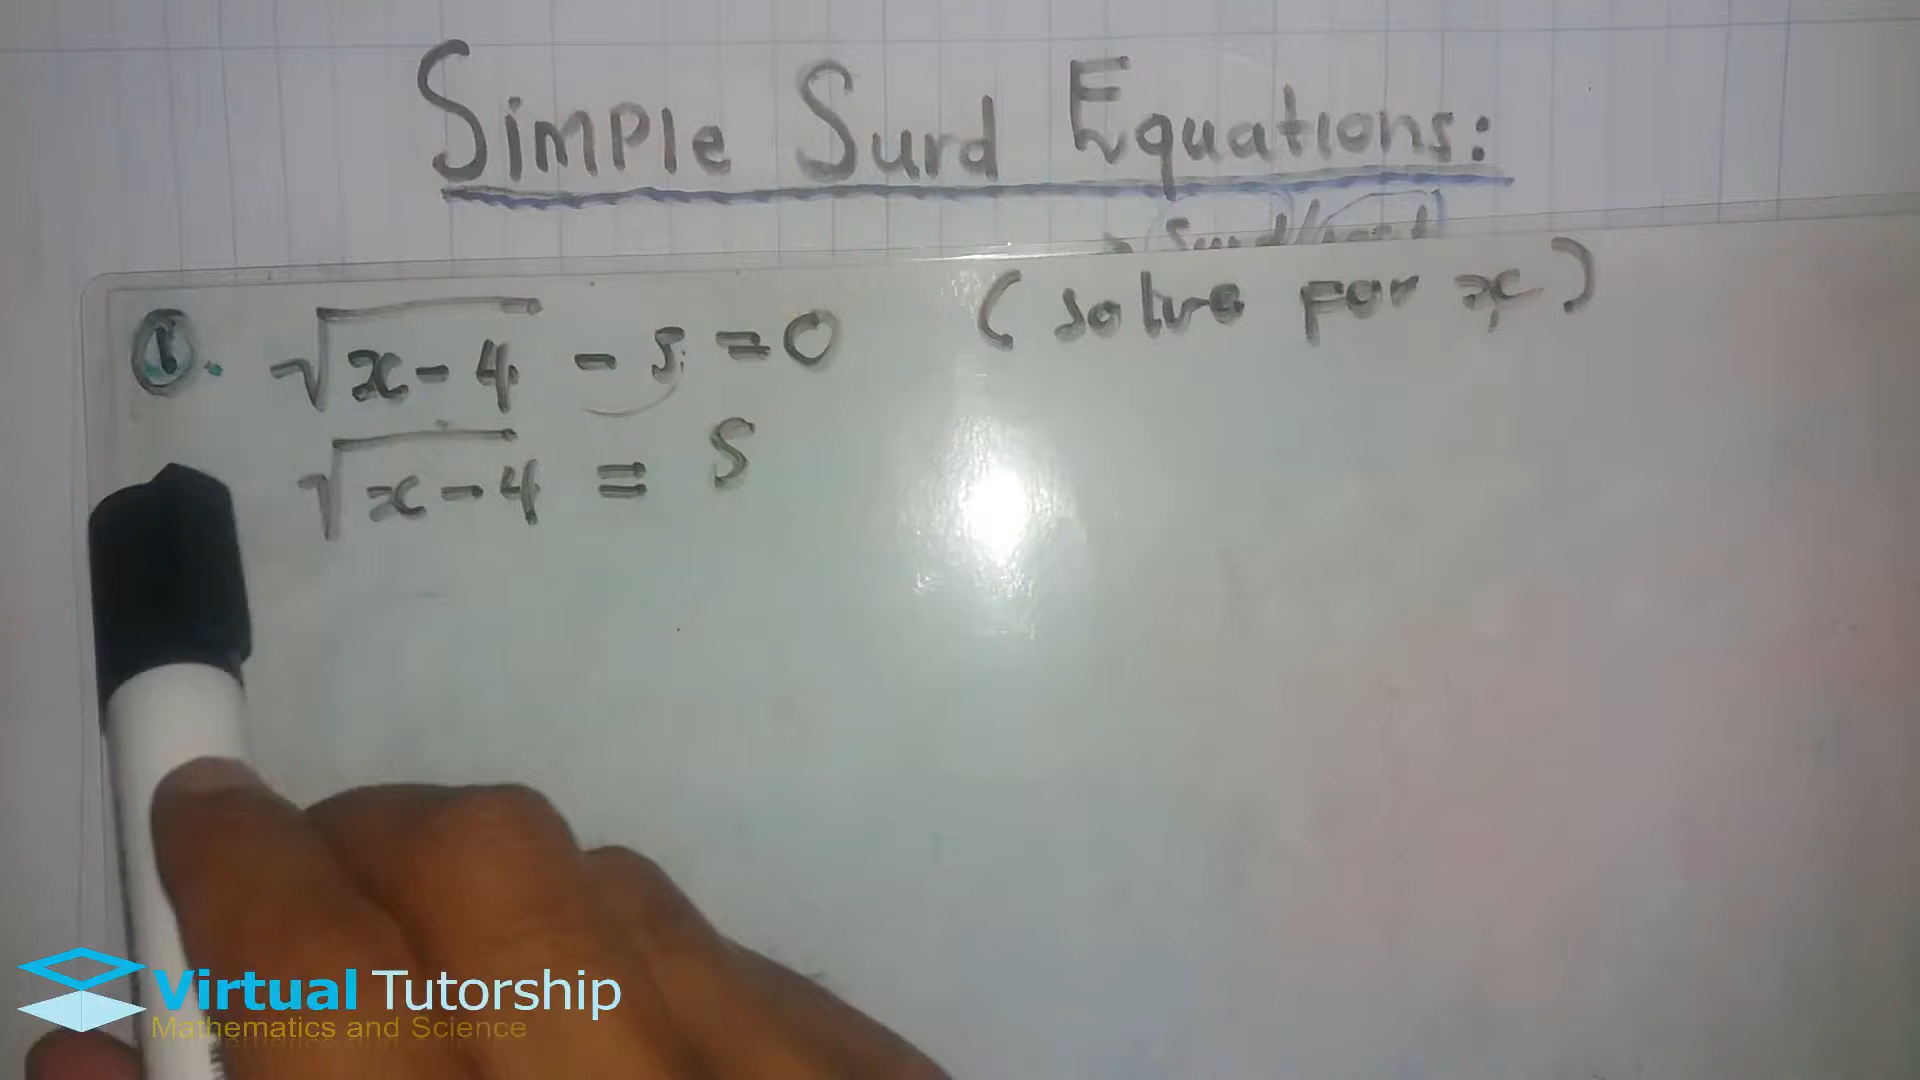 Simple Surd Equations:
①. √x-4 - 5 = 0 (solve for x)
√x-4 = 5
Virtual Tutorship
Mathematics and Science